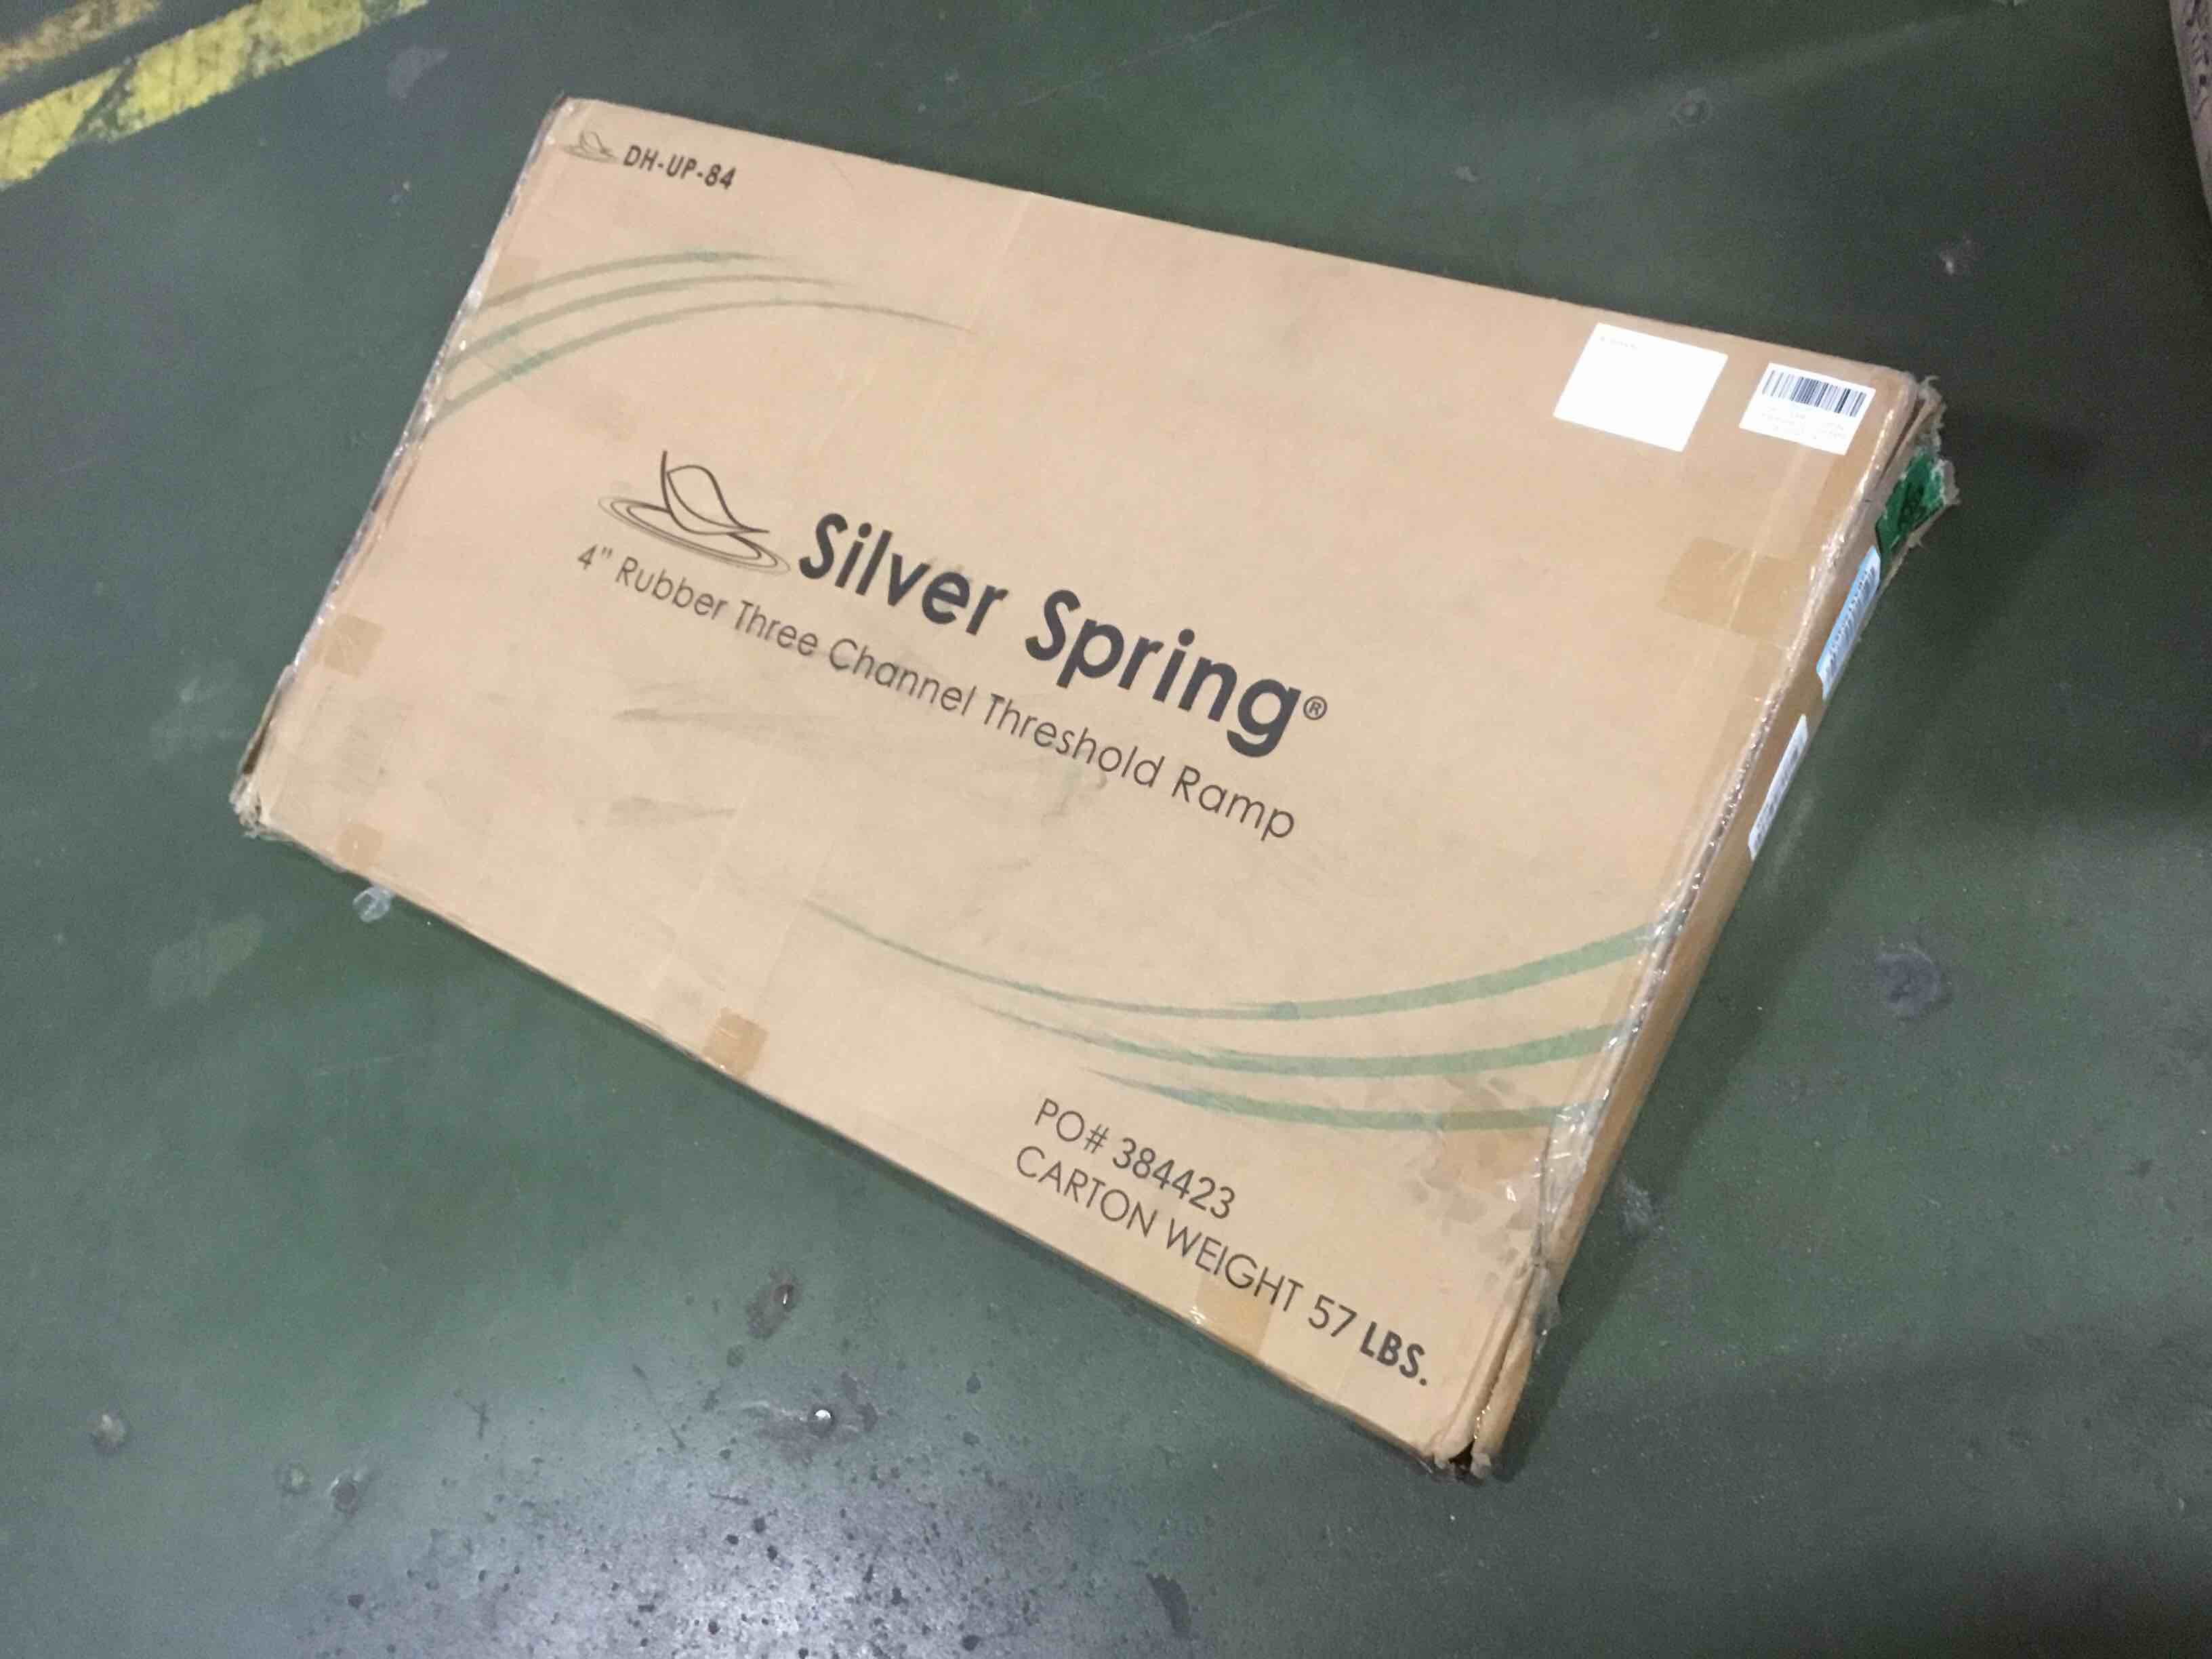 DH-UP-84
Silver Spring®
4" Rubber Three Channel Threshold Ramp
PO# 384423
CARTON WEIGHT 57 LBS.